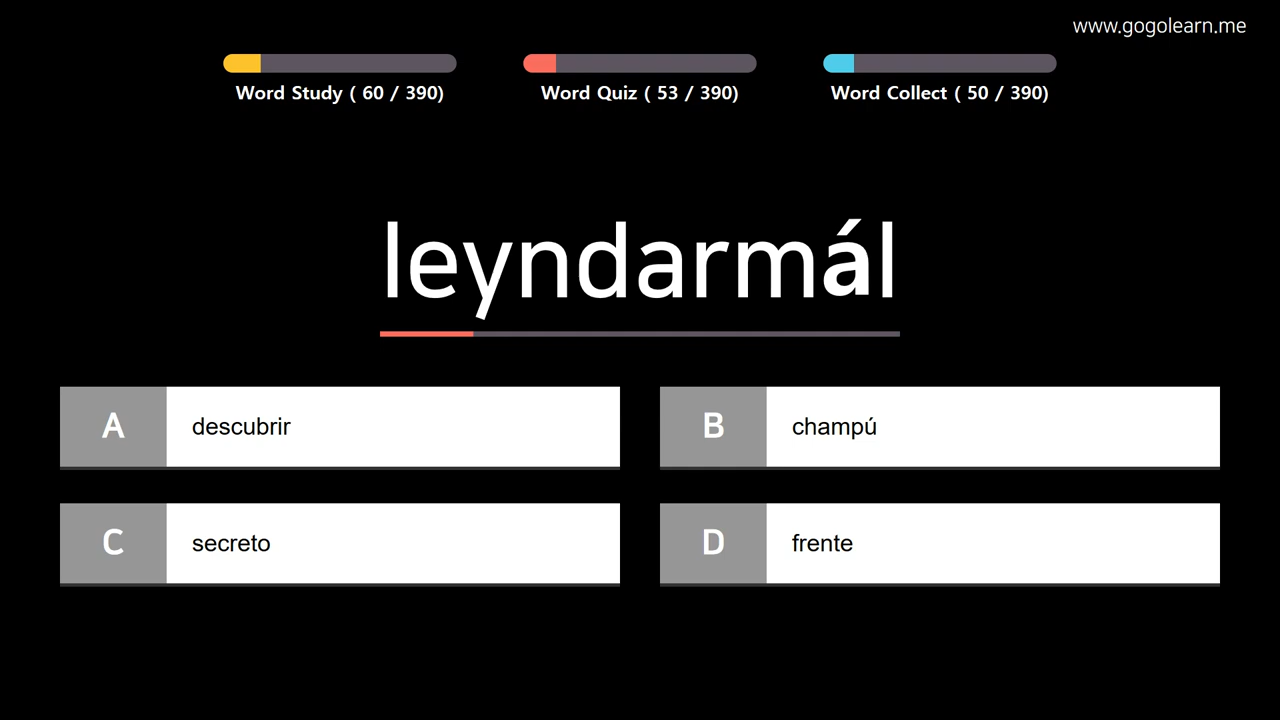 www.gogolearn.me
Word Study ( 60 / 390)
Word Quiz ( 53 / 390)
Word Collect ( 50 / 390)
leyndarmál
A descubrir
B champú
C secreto
D frente